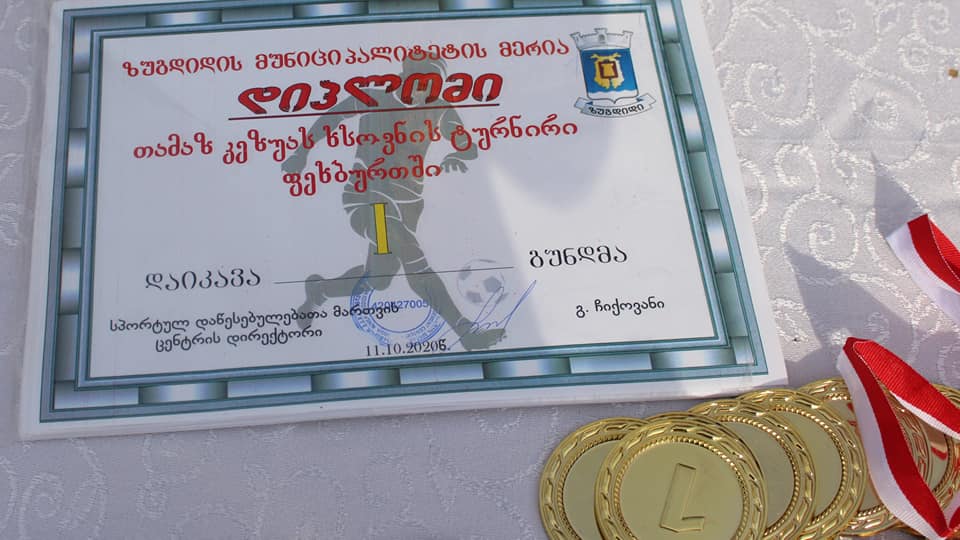 ზუგდიდის მუნიციპალიტეტის მერია
დიპლომი
ზუგდიდი
თამაზ კეზუას ხსოვნის ტურნირი
ფეხბურთში
I
დაიკავა გუნდმა
სპორტულ დაწესებულებათა მართვის
ცენტრის დირექტორი
გ. ჩიქოვანი
11.10.2020წ.